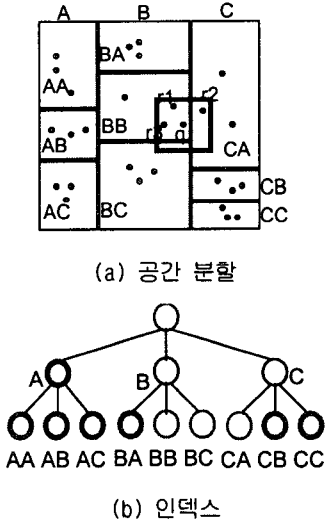 A B C
BA
AA
r1 r2
BB
AB
r3 q
CA
CB
AC
BC
CC
(a) 공간 분할
A B C
AA AB AC BA BB BC CA CB CC
(b) 인덱스